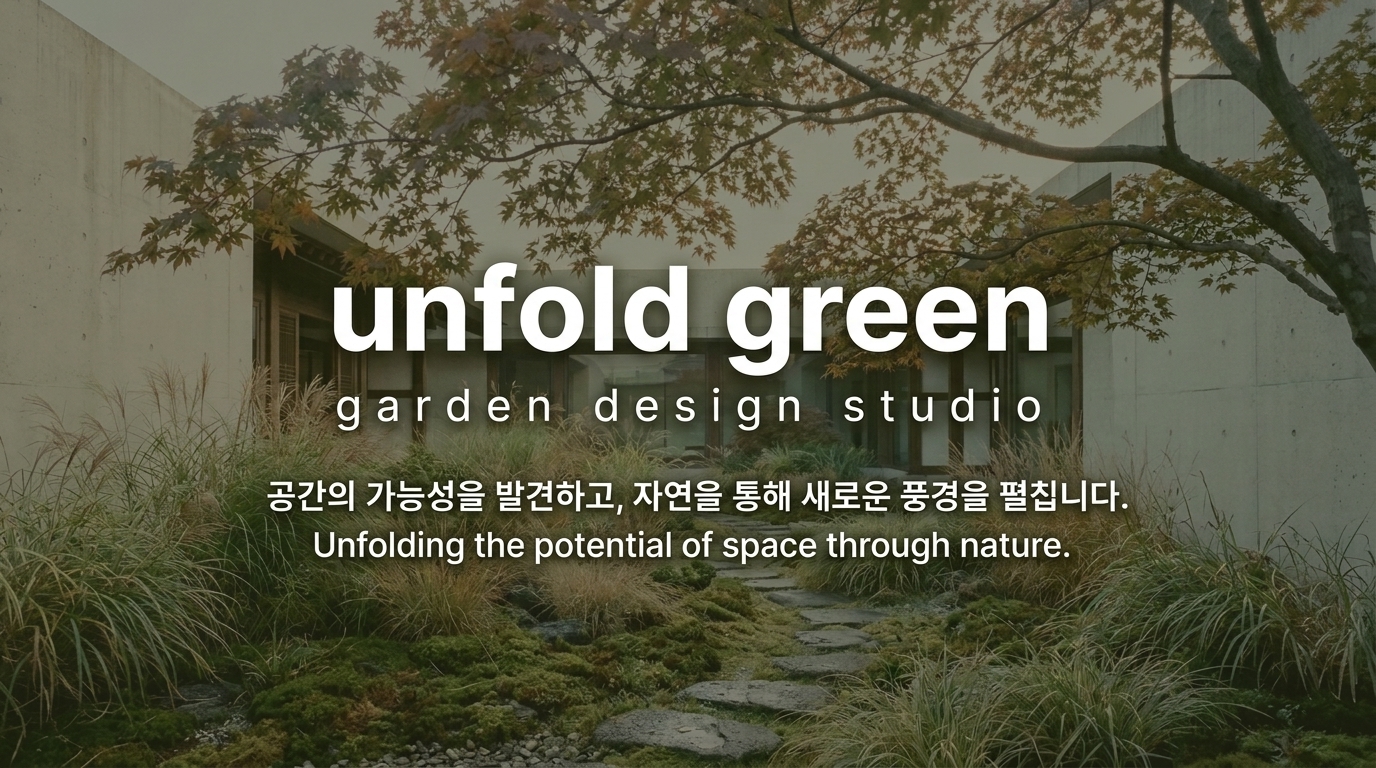 unfold green
garden design studio
공간의 가능성을 발견하고, 자연을 통해 새로운 풍경을 펼칩니다.
Unfolding the potential of space through nature.